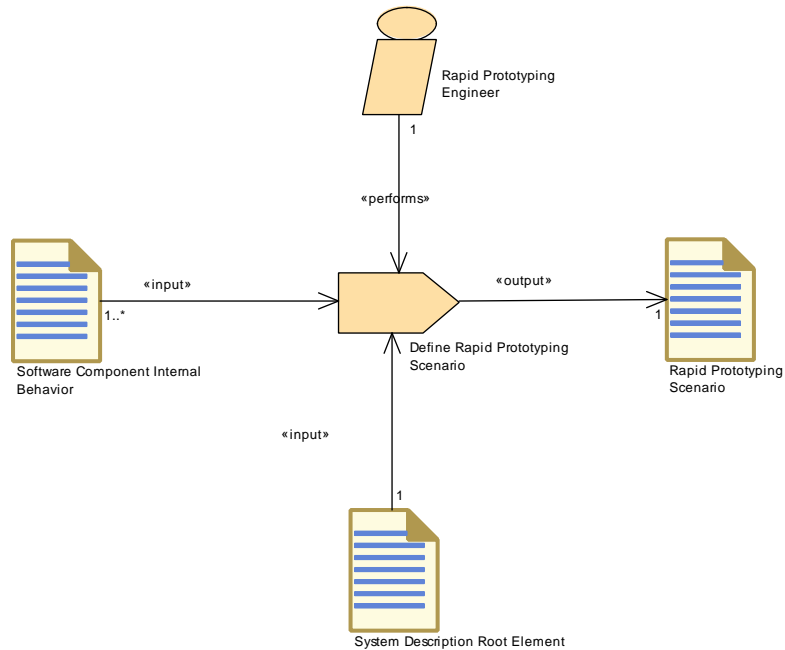 Rapid Prototyping
Engineer
1
«performs»
«input»
«output»
1..*
1
Define Rapid Prototyping
Scenario
Software Component Internal
Behavior
Rapid Prototyping
Scenario
«input»
1
System Description Root Element